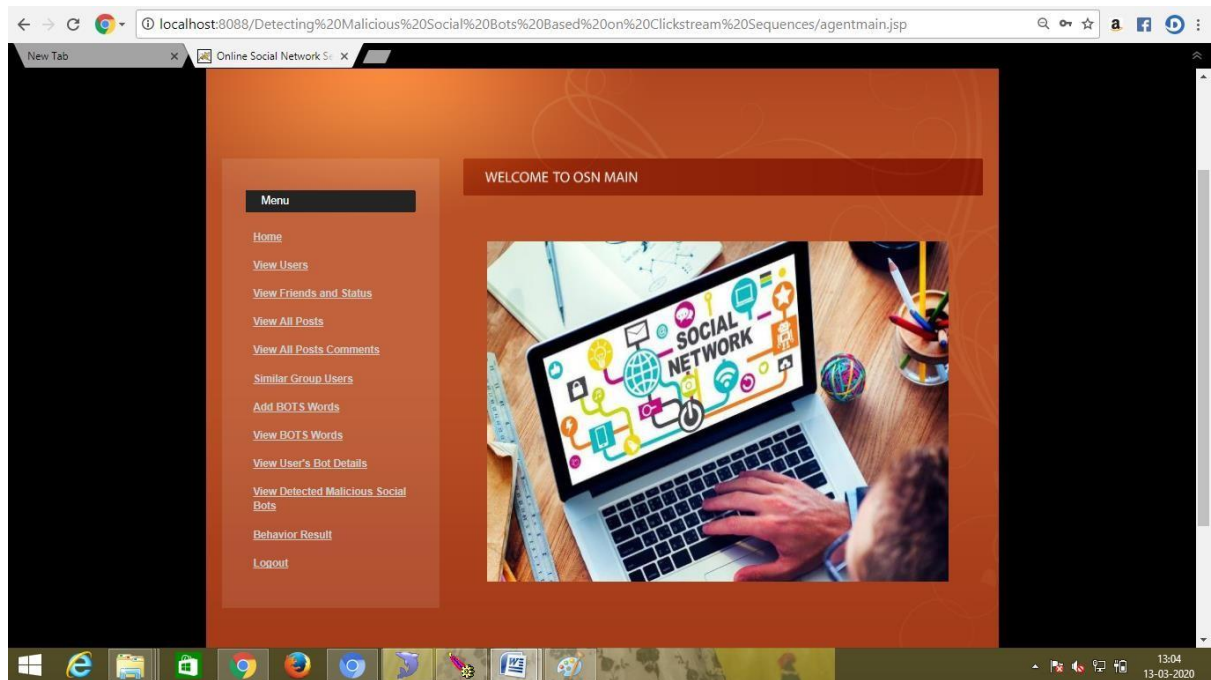 localhost:8088/Detecting%20Malicious%20Social%20Bots%20Based%20on%20Clickstream%20Sequences/agentmain.jsp
New Tab
Online Social Network Se
WELCOME TO OSN MAIN
Menu
Home
View Users
View Friends and Status
View All Posts
View All Posts Comments
Similar Group Users
Add BOTS Words
View BOTS Words
View User's Bot Details
View Detected Malicious Social
Bots
Behavior Result
Logout
SOCIAL
NETWORK
13:04
13-03-2020